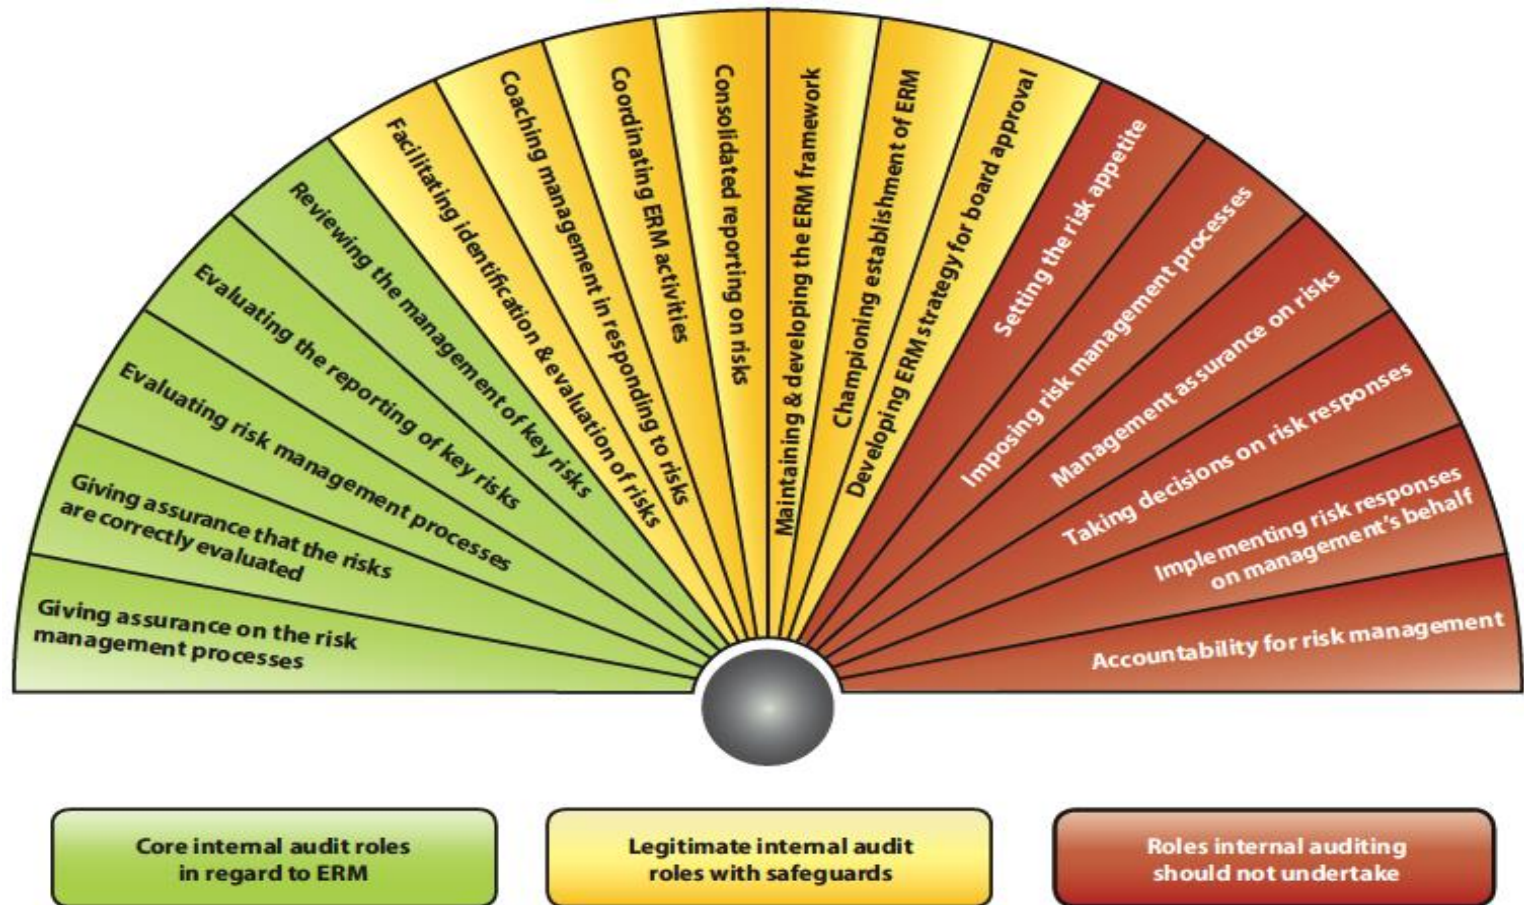 Giving assurance on the risk
management processes
Giving assurance that the risks
are correctly evaluated
Evaluating risk management processes
Evaluating the reporting of key risks
Reviewing the management of key risks
Facilitating identification & evaluation of risks
Coaching management in responding to risks
Coordinating ERM activities
Consolidated reporting on risks
Maintaining & developing the ERM framework
Championing establishment of ERM
Developing ERM strategy for board approval
Setting the risk appetite
Imposing risk management processes
Management assurance on risks
Taking decisions on risk responses
Implementing risk responses
on management's behalf
Accountability for risk management
Core internal audit roles
in regard to ERM
Legitimate internal audit
roles with safeguards
Roles internal auditing
should not undertake